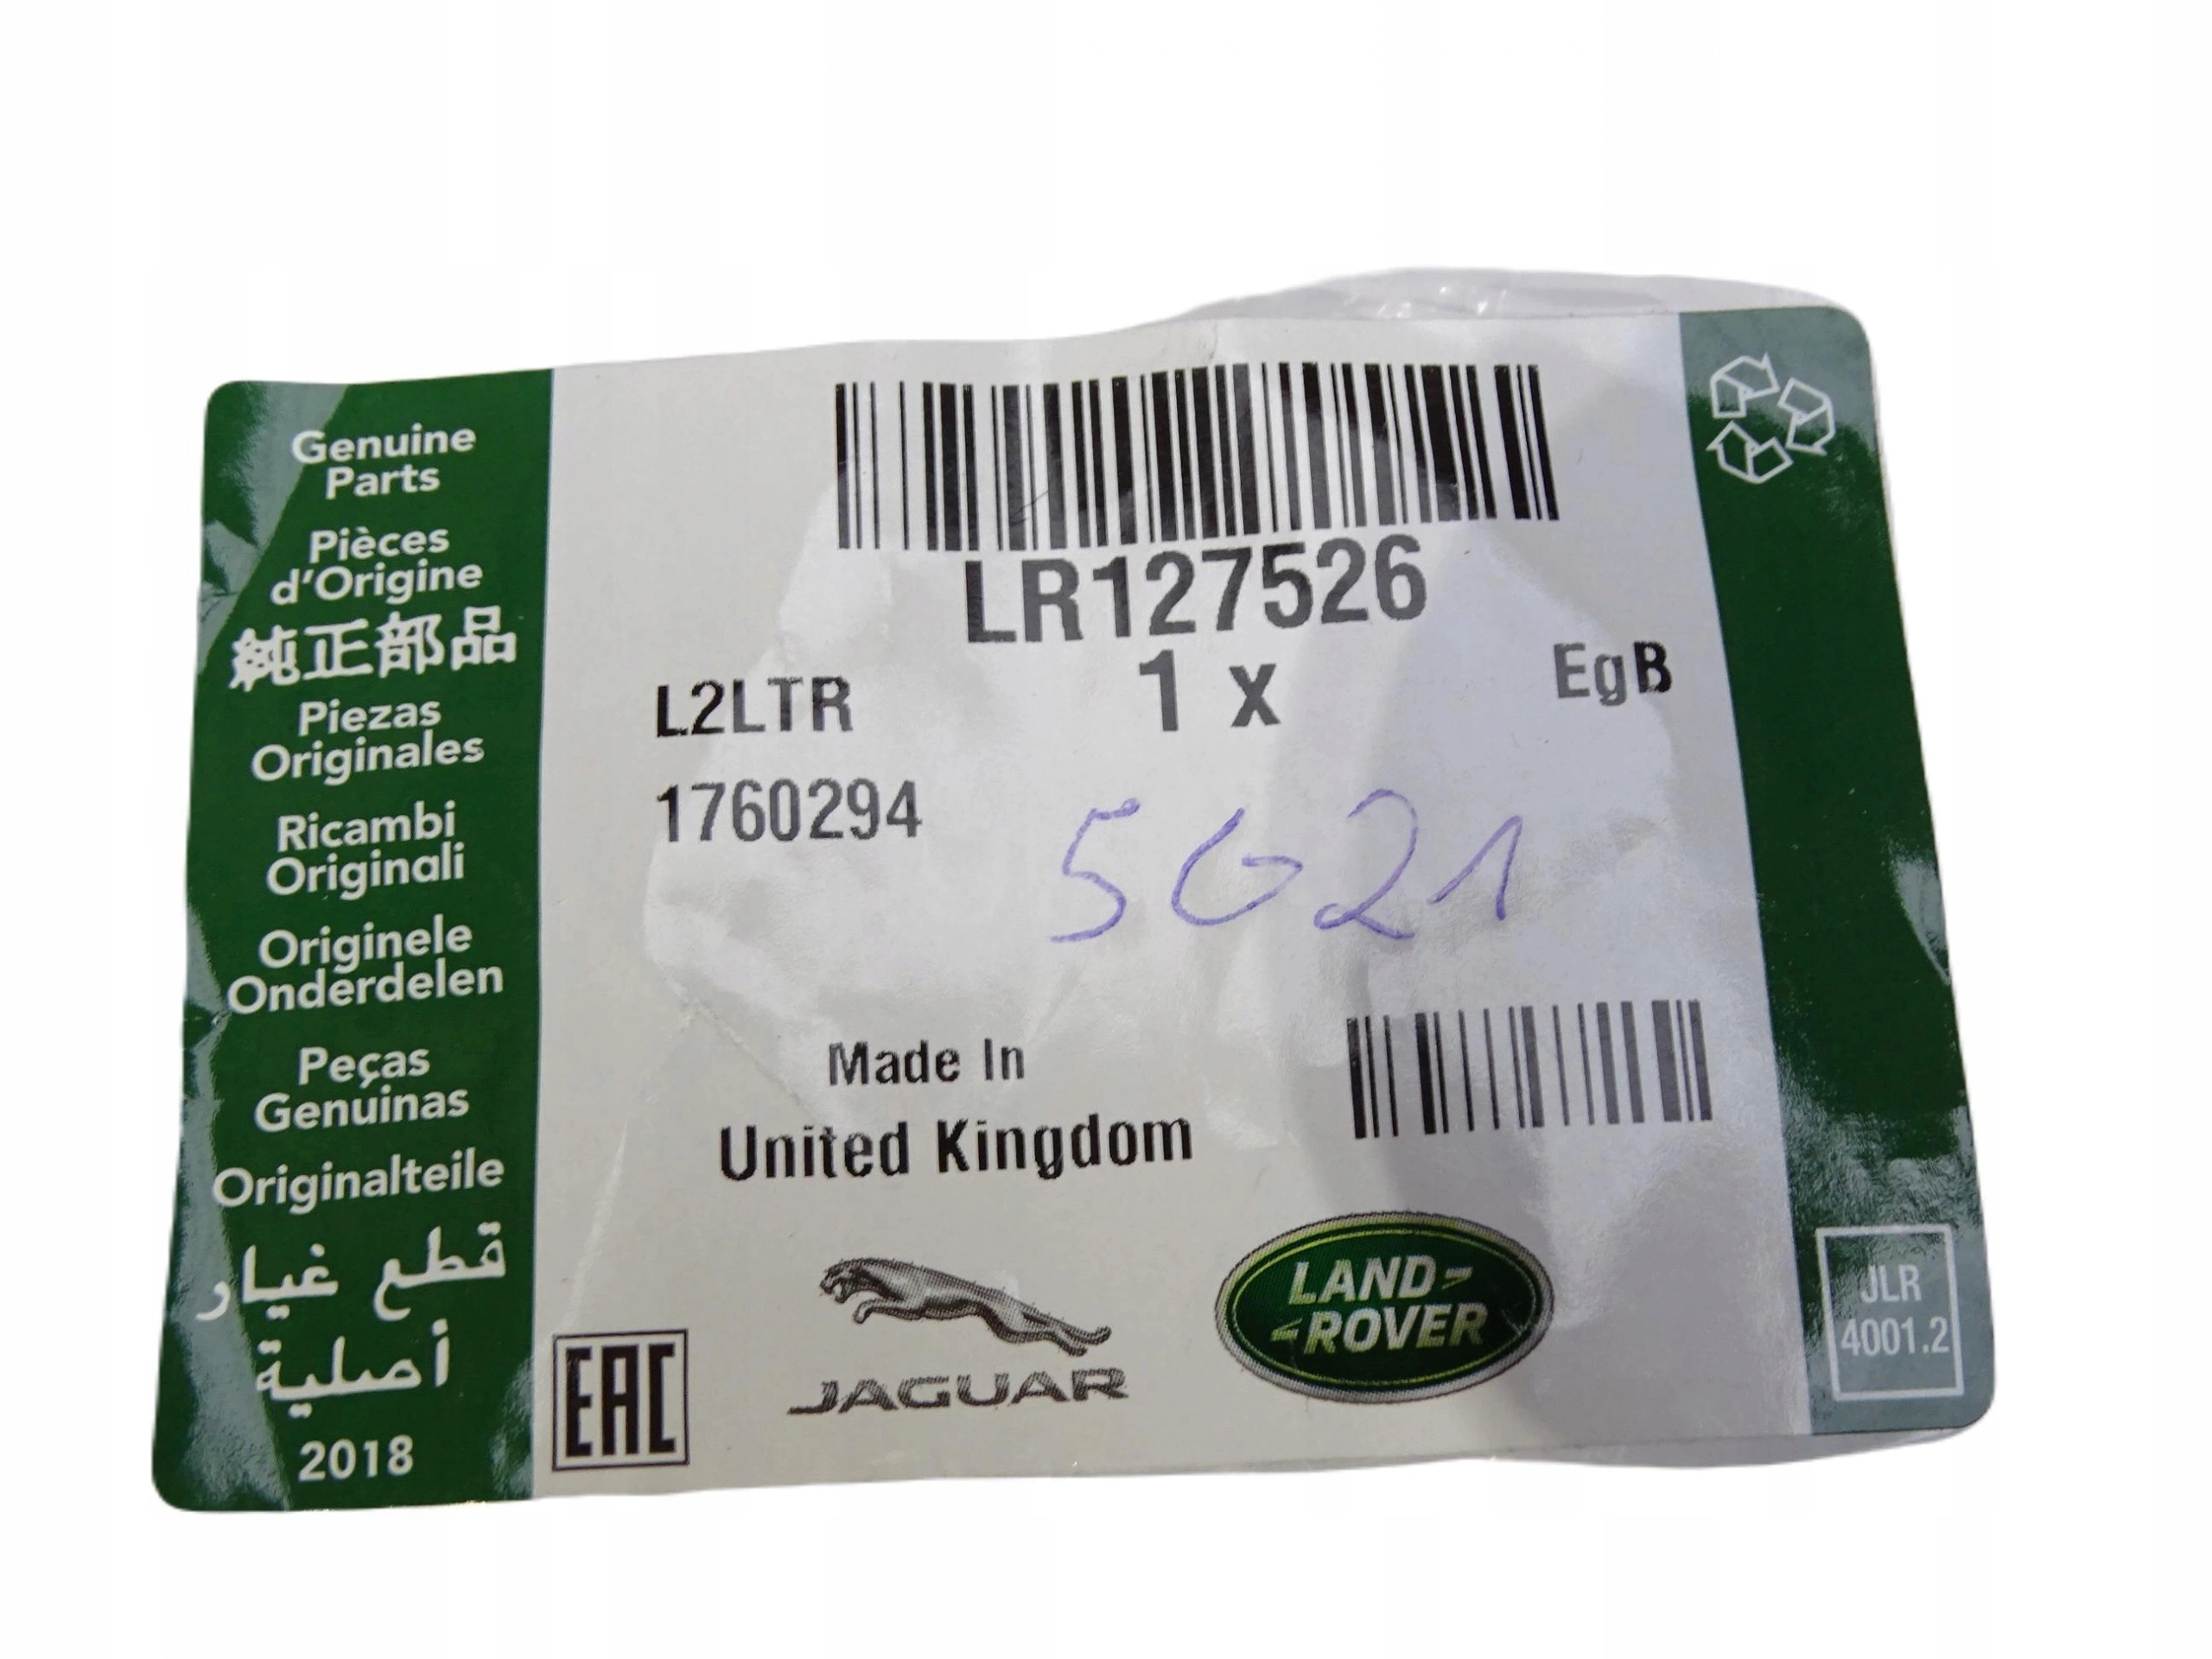 Genuine
Parts
Pièces
d'Origine
純正部品
Piezas
Originales
Ricambi
Originali
Originele
Onderdelen
Peças
Genuinas
Originalteile
قطع غيار
أصلية
2018
LR127526
L2LTR
1 x
EgB
1760294
5G21
Made In
United Kingdom
EAC
JAGUAR
LAND-
-ROVER
JLR
4001.2